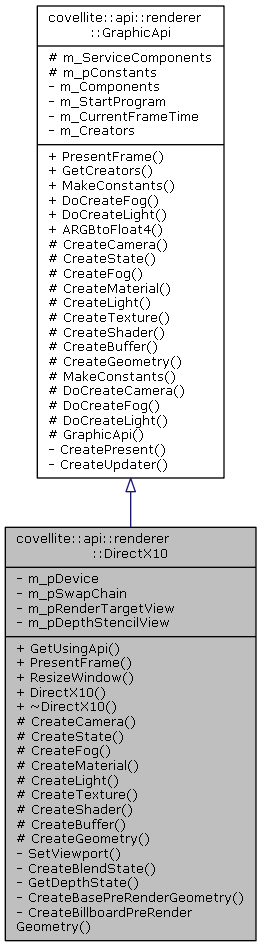 covellite::api::renderer
::GraphicApi
# m_ServiceComponents
# m_pConstants
- m_Components
- m_StartProgram
- m_CurrentFrameTime
- m_Creators
+ PresentFrame()
+ GetCreators()
+ MakeConstants()
+ DoCreateFog()
+ DoCreateLight()
+ ARGBtoFloat4()
# CreateCamera()
# CreateState()
# CreateFog()
# CreateMaterial()
# CreateLight()
# CreateTexture()
# CreateShader()
# CreateBuffer()
# CreateGeometry()
# MakeConstants()
# DoCreateCamera()
# DoCreateFog()
# DoCreateLight()
# GraphicApi()
- CreatePresent()
- CreateUpdater()
covellite::api::renderer
::DirectX10
- m_pDevice
- m_pSwapChain
- m_pRenderTargetView
- m_pDepthStencilView
+ GetUsingApi()
+ PresentFrame()
+ ResizeWindow()
+ DirectX10()
+ ~DirectX10()
# CreateCamera()
# CreateState()
# CreateFog()
# CreateMaterial()
# CreateLight()
# CreateTexture()
# CreateShader()
# CreateBuffer()
# CreateGeometry()
- SetViewport()
- CreateBlendState()
- GetDepthState()
- CreateBasePreRenderGeometry()
- CreateBillboardPreRender
Geometry()